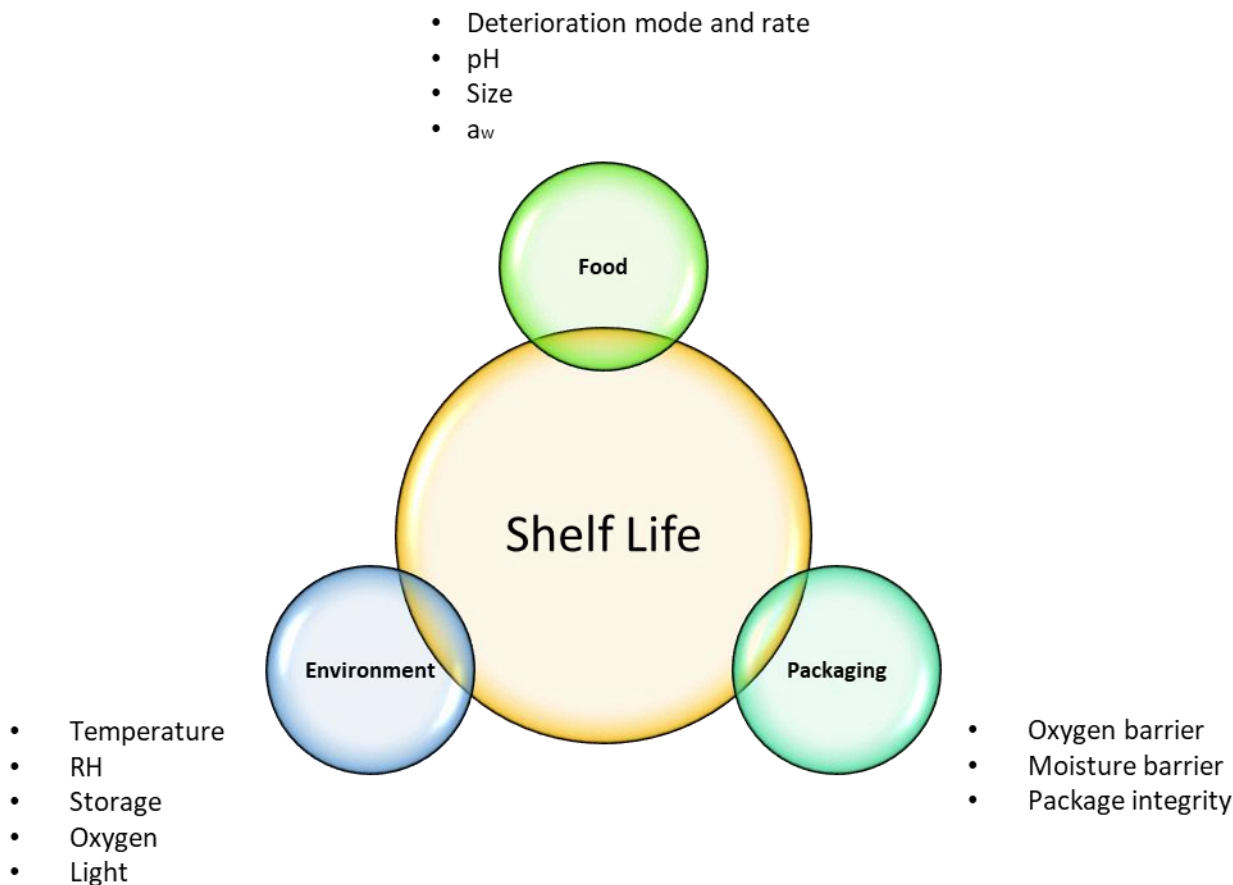 • Deterioration mode and rate
• pH
• Size
• aw
Food
Shelf Life
Environment
Packaging
• Temperature
• RH
• Storage
• Oxygen
• Light
• Oxygen barrier
• Moisture barrier
• Package integrity